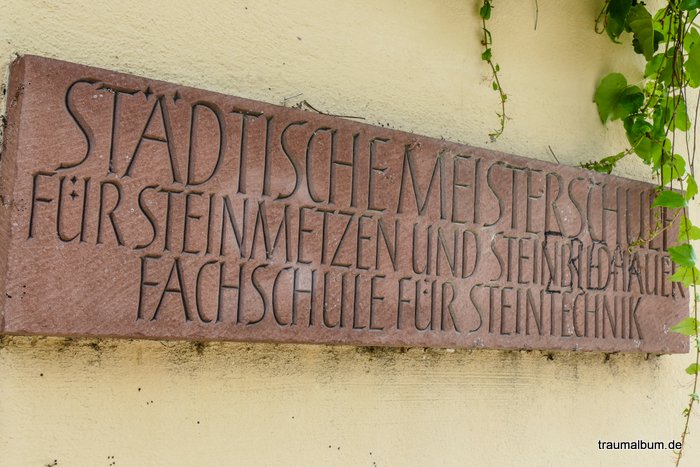 STÄDTISCHE MEISTERSCHULE
FÜR STEINMETZEN UND STEINBILDHAUER
FACHSCHULE FÜR STEINTECHNIK
traumalbum.de